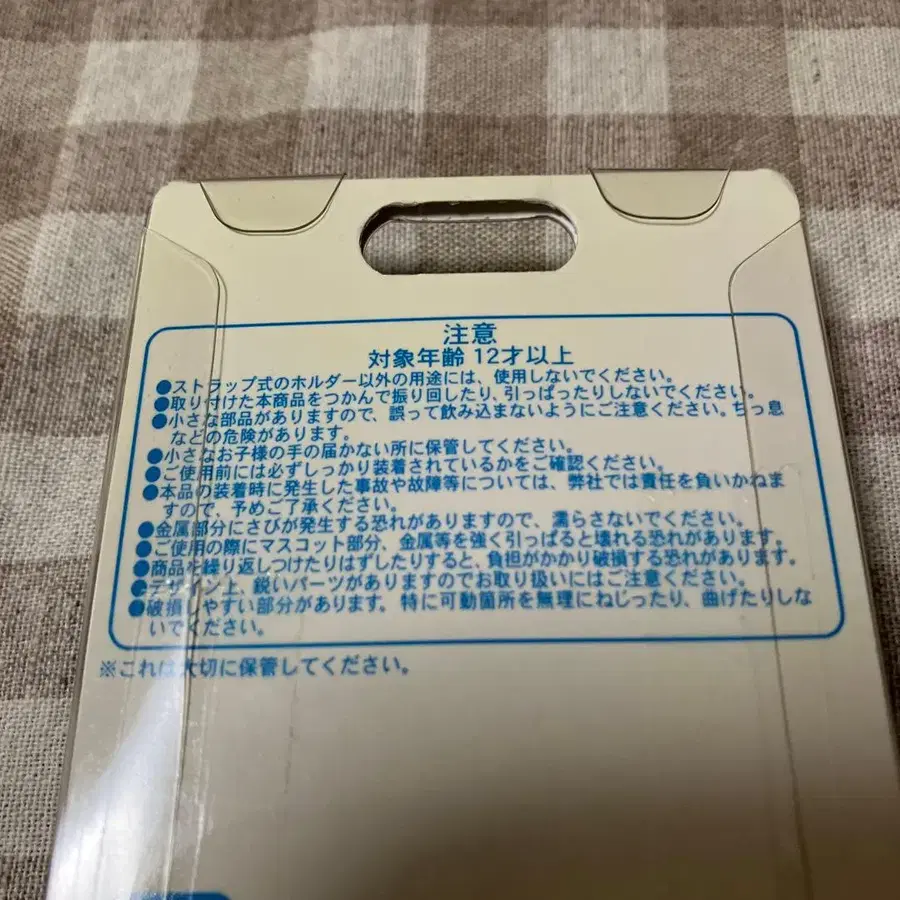 注意
対象年齢 12才以上
●ストラップ式のホルダー以外の用途には、使用しないでください。
●取り付けた本商品をつかんで振り回したり、引っぱったりしないでください。
●小さな部品がありますので、誤って飲み込まないようにご注意ください。ちっ息
などの危険があります。
●小さなお子様の手の届かない所に保管してください。
●ご使用前には必ずしっかり装着されているかをご確認ください。
●本品の装着時に発生した事故や故障等については、弊社では責任を負いかねま
すので、予めご了承ください。
●金属部分にさびが発生する恐れがありますので、濡らさないでください。
●ご使用の際にマスコット部分、金属等を強く引っぱると壊れる恐れがあります。
●商品を繰り返しつけたりはずしたりすると、負担がかかり破損する恐れがあります。
●デザイン上、鋭いパーツがありますのでお取り扱いにはご注意ください。
●破損しやすい部分があります。特に可動箇所を無理にねじったり、曲げたりしな
いでください。
※これは大切に保管してください。